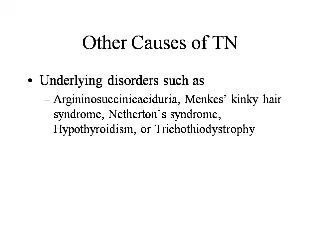 Other Causes of TN
• Underlying disorders such as
– Argininosuccinicaciduria, Menkes' kinky hair
syndrome, Netherton's syndrome,
Hypothyroidism, or Trichothiodystrophy